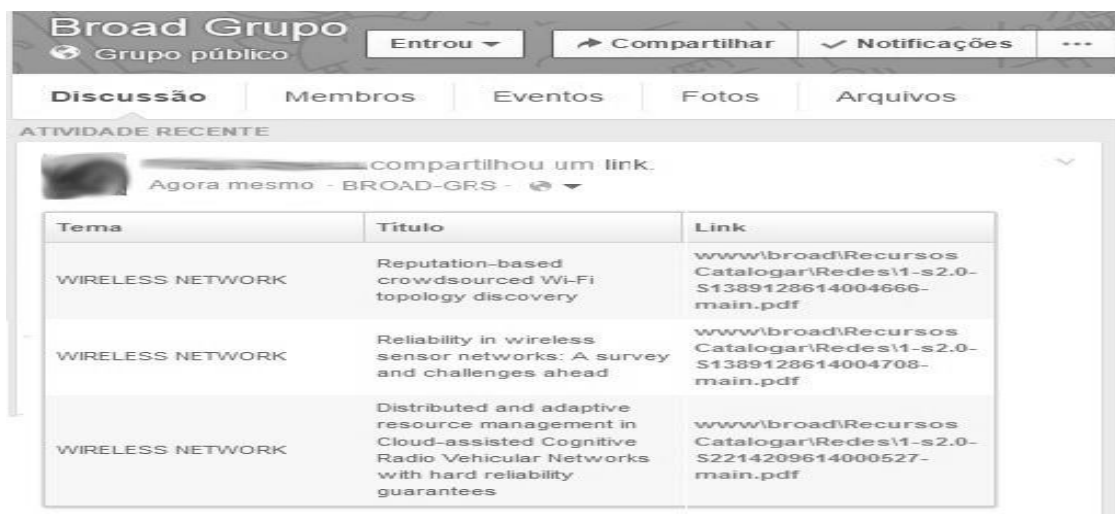 Broad Grupo
Grupo público
Entrou
Compartilhar
Notificações
Discussão
Membros
Eventos
Fotos
Arquivos
ATIVIDADE RECENTE
compartilhou um link.
Agora mesmo · BROAD-GRS ·
Tema
Título
Link
WIRELESS NETWORK
Reputation-based
crowdsourced Wi-Fi
topology discovery
www\broad\Recursos
Catalogar\Redes\1-s2.0-
S1389128614004666-
main.pdf
WIRELESS NETWORK
Reliability in wireless
sensor networks: A survey
and challenges ahead
www\broad\Recursos
Catalogar\Redes\1-s2.0-
S1389128614004708-
main.pdf
WIRELESS NETWORK
Distributed and adaptive
resource management in
Cloud-assisted Cognitive
Radio Vehicular Networks
with hard reliability
guarantees
www\broad\Recursos
Catalogar\Redes\1-s2.0-
S2214209614000527-
main.pdf